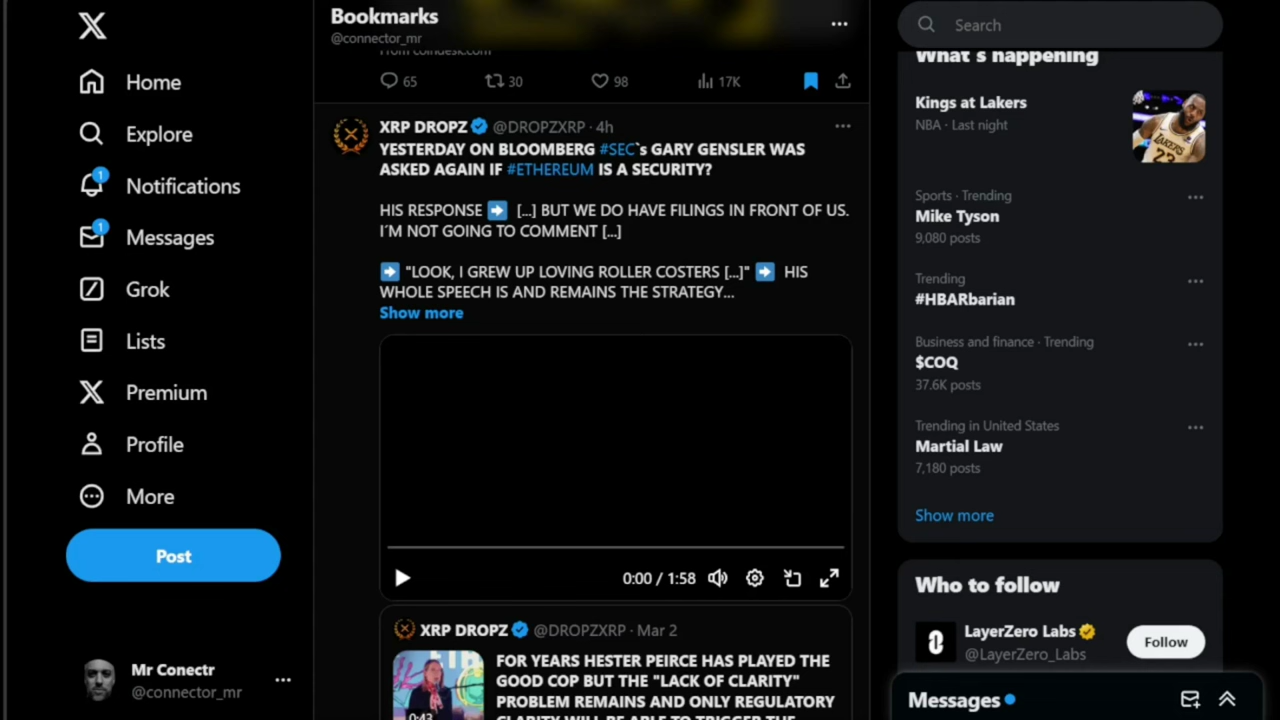 Home
Explore
1
Notifications
1
Messages
Grok
Lists
Premium
Profile
More
Post
Mr Conectr
@connector_mr
Bookmarks
@connector_mr
From coindesk.com
65 30 98 17K
XRP DROPZ @DROPZXRP · 4h
YESTERDAY ON BLOOMBERG #SEC`s GARY GENSLER WAS
ASKED AGAIN IF #ETHEREUM IS A SECURITY?
HIS RESPONSE ➡ [...] BUT WE DO HAVE FILINGS IN FRONT OF US.
I´M NOT GOING TO COMMENT [...]
➡ "LOOK, I GREW UP LOVING ROLLER COSTERS [...]" ➡ HIS
WHOLE SPEECH IS AND REMAINS THE STRATEGY...
Show more
0:00 / 1:58
XRP DROPZ @DROPZXRP · Mar 2
FOR YEARS HESTER PEIRCE HAS PLAYED THE
GOOD COP BUT THE "LACK OF CLARITY"
PROBLEM REMAINS AND ONLY REGULATORY
CLARITY WILL BE ABLE TO TRIGGER THE
0:43
Search
What's happening
Kings at Lakers
NBA · Last night
Sports · Trending
Mike Tyson
9,080 posts
Trending
#HBARbarian
Business and finance · Trending
$COQ
37.6K posts
Trending in United States
Martial Law
7,180 posts
Show more
Who to follow
LayerZero Labs
@LayerZero_Labs
Follow
Messages